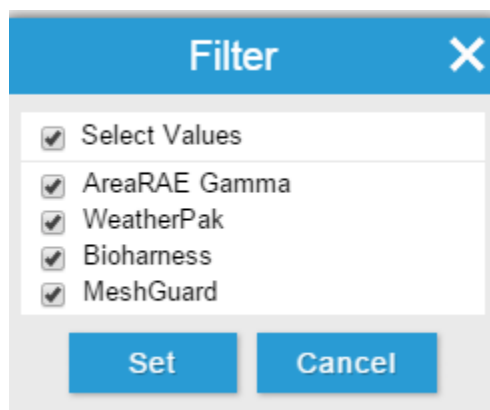 Filter
Select Values
AreaRAE Gamma
WeatherPak
Bioharness
MeshGuard
Set Cancel